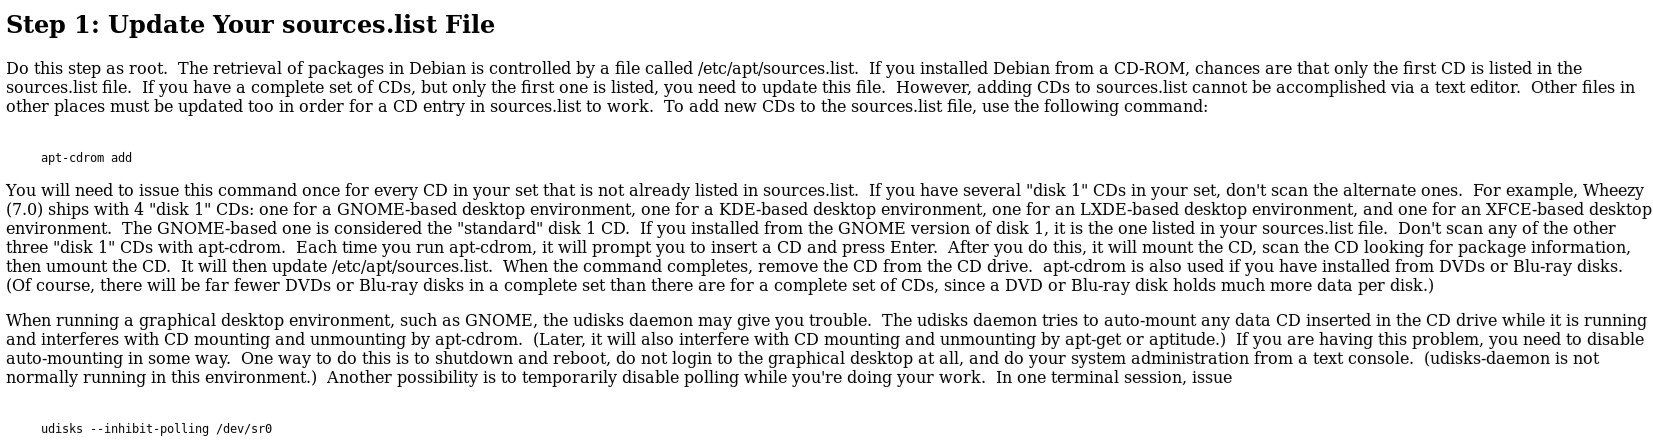 Step 1: Update Your sources.list File
Do this step as root.  The retrieval of packages in Debian is controlled by a file called /etc/apt/sources.list.  If you installed Debian from a CD-ROM, chances are that only the first CD is listed in the
sources.list file.  If you have a complete set of CDs, but only the first one is listed, you need to update this file.  However, adding CDs to sources.list cannot be accomplished via a text editor.  Other files in
other places must be updated too in order for a CD entry in sources.list to work.  To add new CDs to the sources.list file, use the following command:
apt-cdrom add
You will need to issue this command once for every CD in your set that is not already listed in sources.list.  If you have several "disk 1" CDs in your set, don't scan the alternate ones.  For example, Wheezy
(7.0) ships with 4 "disk 1" CDs: one for a GNOME-based desktop environment, one for a KDE-based desktop environment, one for an LXDE-based desktop environment, and one for an XFCE-based desktop
environment.  The GNOME-based one is considered the "standard" disk 1 CD.  If you installed from the GNOME version of disk 1, it is the one listed in your sources.list file.  Don't scan any of the other
three "disk 1" CDs with apt-cdrom.  Each time you run apt-cdrom, it will prompt you to insert a CD and press Enter.  After you do this, it will mount the CD, scan the CD looking for package information,
then umount the CD.  It will then update /etc/apt/sources.list.  When the command completes, remove the CD from the CD drive.  apt-cdrom is also used if you have installed from DVDs or Blu-ray disks.
(Of course, there will be far fewer DVDs or Blu-ray disks in a complete set than there are for a complete set of CDs, since a DVD or Blu-ray disk holds much more data per disk.)
When running a graphical desktop environment, such as GNOME, the udisks daemon may give you trouble.  The udisks daemon tries to auto-mount any data CD inserted in the CD drive while it is running
and interferes with CD mounting and unmounting by apt-cdrom.  (Later, it will also interfere with CD mounting and unmounting by apt-get or aptitude.)  If you are having this problem, you need to disable
auto-mounting in some way.  One way to do this is to shutdown and reboot, do not login to the graphical desktop at all, and do your system administration from a text console.  (udisks-daemon is not
normally running in this environment.)  Another possibility is to temporarily disable polling while you're doing your work.  In one terminal session, issue
udisks --inhibit-polling /dev/sr0